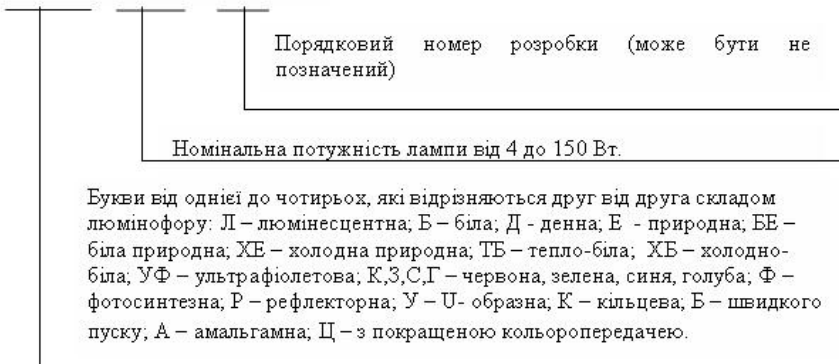 Порядковий номер розробки (може бути не
позначений)
Номінальна потужність лампи від 4 до 150 Вт.
Букви від однієї до чотирьох, які відрізняються друг від друга складом
люмінофору: Л – люмінесцентна; Б – біла; Д - денна; Е - природна; БЕ –
біла природна; ХЕ – холодна природна; ТБ – тепло-біла; ХБ – холодно-
біла; УФ – ультрафіолетова; К,З,С,Г – червона, зелена, синя, голуба; Ф –
фотосинтезна; Р – рефлекторна; У – U- образна; К – кільцева; Б – швидкого
пуску; А – амальгамна; Ц – з покращеною кольоропередачею.